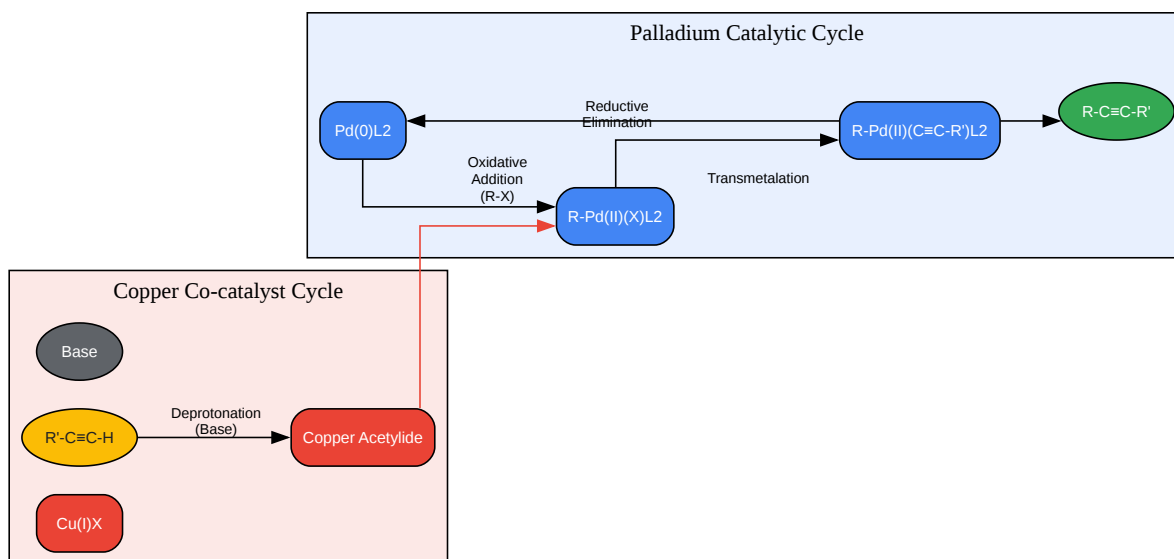 Palladium Catalytic Cycle
Reductive
Elimination
Pd(0)L2
R-Pd(II)(C≡C-R')L2
R-C≡C-R'
Oxidative
Addition
(R-X)
Transmetalation
R-Pd(II)(X)L2
Copper Co-catalyst Cycle
Base
Deprotonation
(Base)
R'-C≡C-H
Copper Acetylide
Cu(I)X